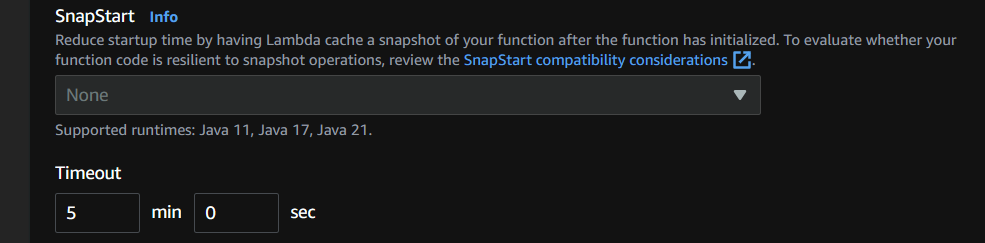 SnapStart Info
Reduce startup time by having Lambda cache a snapshot of your function after the function has initialized. To evaluate whether your
function code is resilient to snapshot operations, review the SnapStart compatibility considerations.
None
Supported runtimes: Java 11, Java 17, Java 21.
Timeout
5 min 0 sec